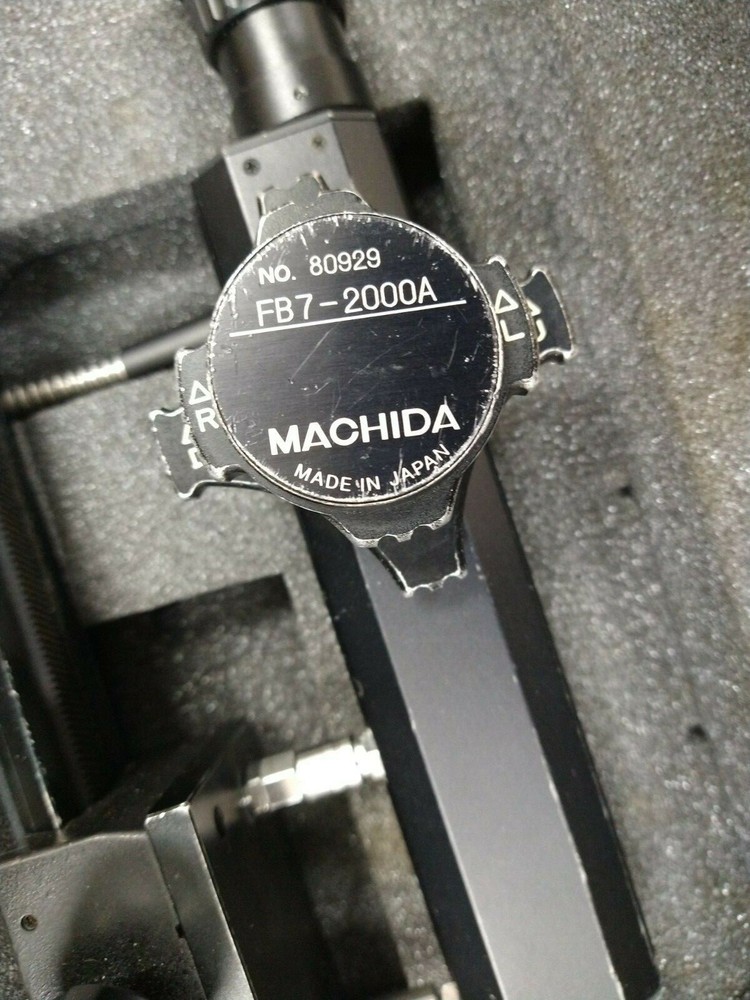 NO. 80929
FB7-2000A
MACHIDA
MADE IN JAPAN
△ L
△ U
△ R
△ D